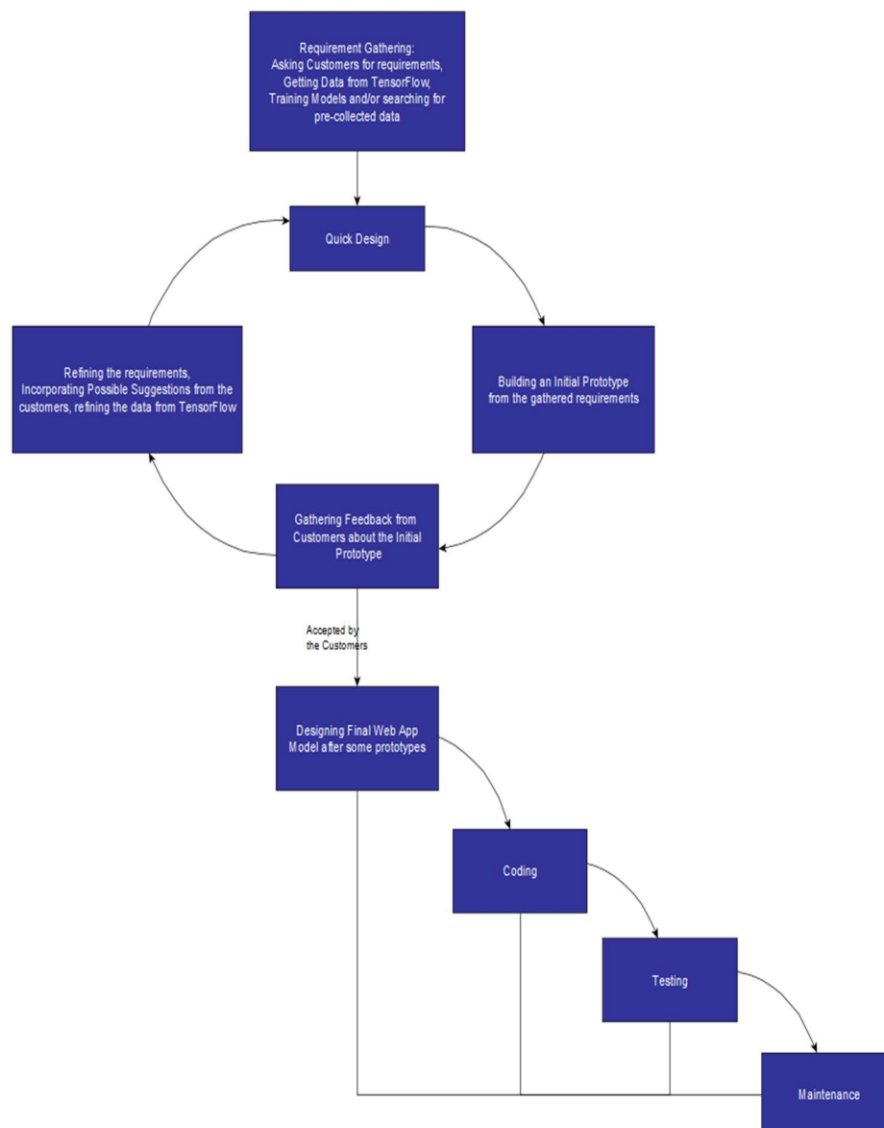 Requirement Gathering:
Asking Customers for requirements,
Getting Data from TensorFlow,
Training Models and/or searching for
pre-collected data
Quick Design
Refining the requirements,
Incorporating Possible Suggestions from the
customers, refining the data from TensorFlow
Building an Initial Prototype
from the gathered requirements
Gathering Feedback from
Customers about the Initial
Prototype
Accepted by
the Customers
Designing Final Web App
Model after some prototypes
Coding
Testing
Maintenance